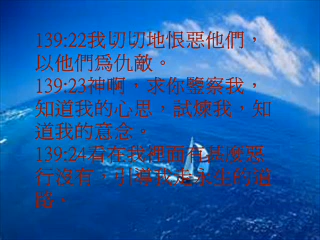 139:22我切切地恨惡他們，
以他們為仇敵。
139:23神啊，求你鑒察我，
知道我的心思，試煉我，知
道我的意念。
139:24看在我裡面有甚麼惡
行沒有，引導我走永生的道
路。